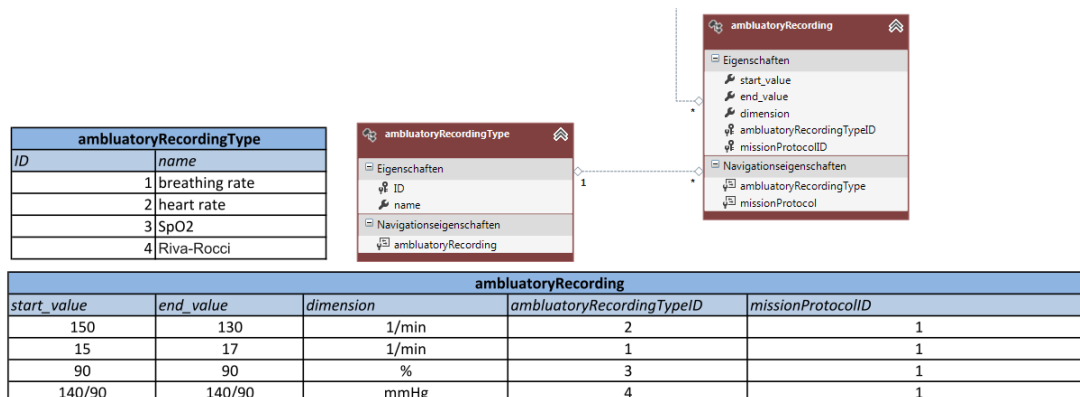 ambluatoryRecording
Eigenschaften
start_value
end_value
dimension
ambluatoryRecordingTypeID
missionProtocolID
Navigationseigenschaften
ambluatoryRecordingType
missionProtocol
*
*
1
ambluatoryRecordingType
Eigenschaften
ID
name
Navigationseigenschaften
ambluatoryRecording
ambluatoryRecordingType
ID name
1 breathing rate
2 heart rate
3 SpO2
4 Riva-Rocci
ambluatoryRecording
start_value end_value dimension ambluatoryRecordingTypeID missionProtocolID
150 130 1/min 2 1
15 17 1/min 1 1
90 90 % 3 1
140/90 140/90 mmHg 4 1